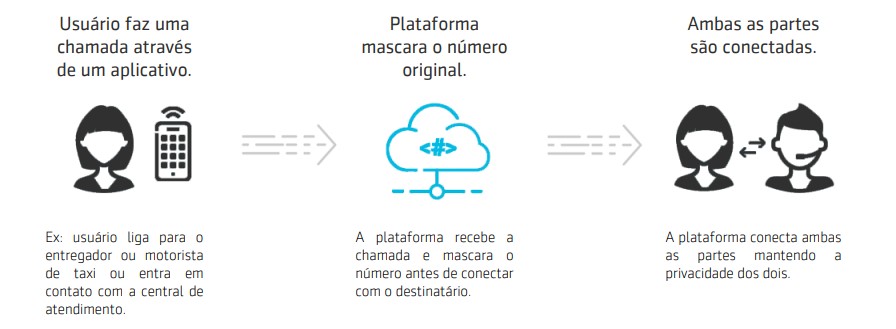 Usuário faz uma
chamada através
de um aplicativo.
Plataforma
mascara o número
original.
Ambas as partes
são conectadas.
<#>
Ex: usuário liga para o
entregador ou motorista
de taxi ou entra em
contato com a central de
atendimento.
A plataforma recebe a
chamada e mascara o
número antes de conectar
com o destinatário.
A plataforma conecta ambas
as partes mantendo a
privacidade dos dois.